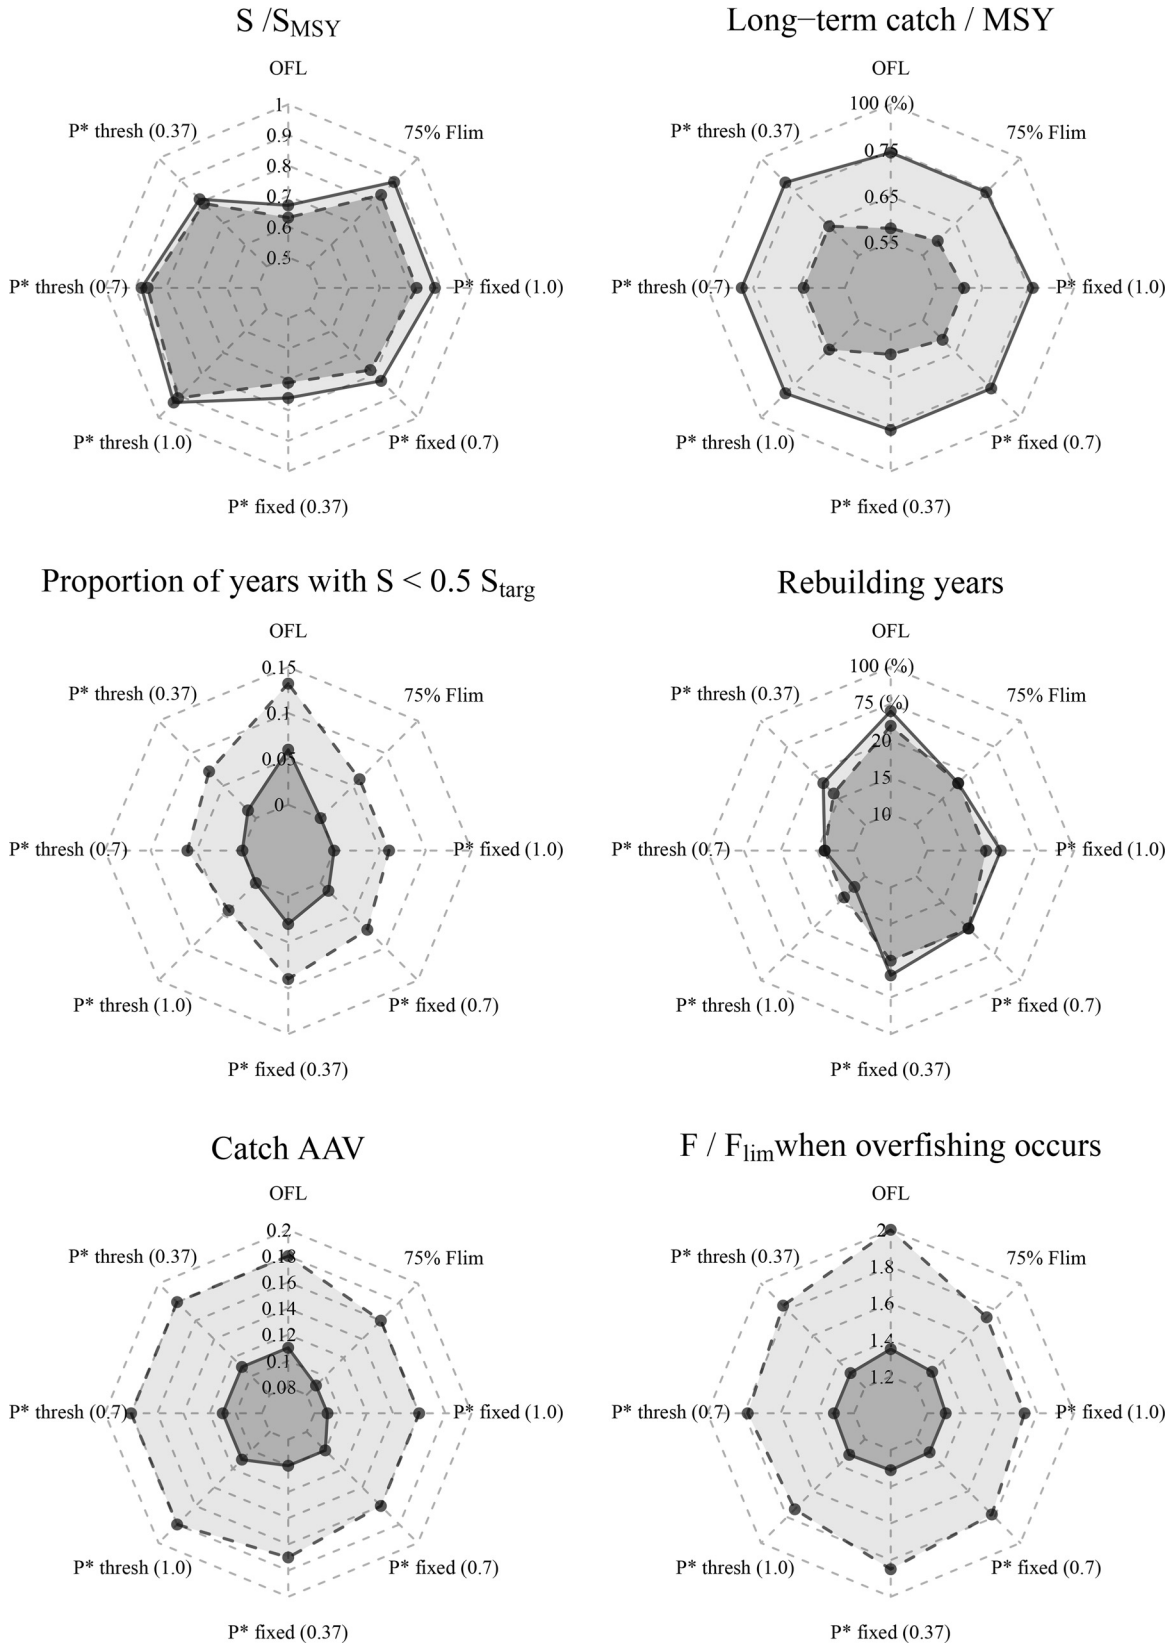 S /SMSY
Long−term catch / MSY
OFL
OFL
1
100 (%)
P* thresh (0.37)
75% Flim
P* thresh (0.37)
75% Flim
0.9
0.75
0.8
0.7
0.65
0.6
0.55
0.5
P* thresh (0.7)
P* fixed (1.0)
P* thresh (0.7)
P* fixed (1.0)
P* thresh (1.0)
P* fixed (0.7)
P* thresh (1.0)
P* fixed (0.7)
P* fixed (0.37)
P* fixed (0.37)
Proportion of years with S < 0.5 Starg
Rebuilding years
OFL
OFL
0.15
100 (%)
P* thresh (0.37)
75% Flim
P* thresh (0.37)
75% Flim
0.1
75 (%)
0.05
20
15
0
10
P* thresh (0.7)
P* fixed (1.0)
P* thresh (0.7)
P* fixed (1.0)
P* thresh (1.0)
P* fixed (0.7)
P* thresh (1.0)
P* fixed (0.7)
P* fixed (0.37)
P* fixed (0.37)
Catch AAV
F / Flimwhen overfishing occurs
OFL
OFL
0.2
2
P* thresh (0.37)
75% Flim
P* thresh (0.37)
75% Flim
0.18
1.8
0.16
1.6
0.14
0.12
1.4
0.1
1.2
0.08
P* thresh (0.7)
P* fixed (1.0)
P* thresh (0.7)
P* fixed (1.0)
P* thresh (1.0)
P* fixed (0.7)
P* thresh (1.0)
P* fixed (0.7)
P* fixed (0.37)
P* fixed (0.37)